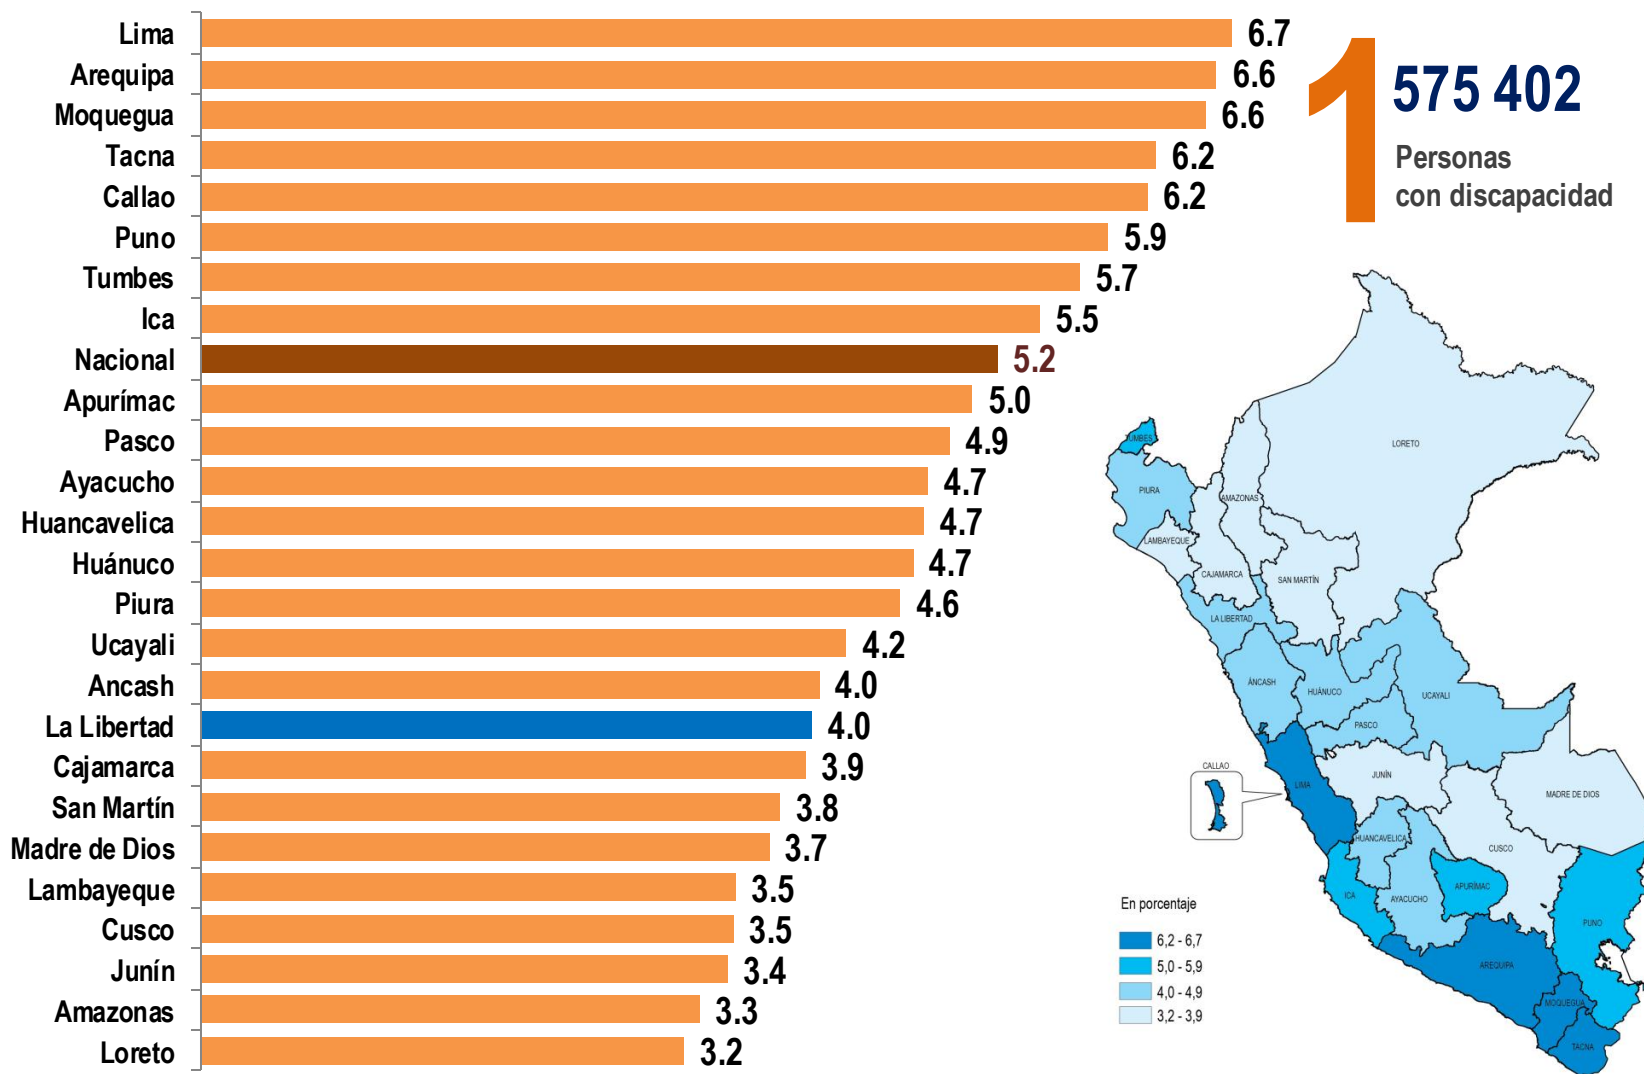 Lima 6.7
Arequipa 6.6
Moquegua 6.6
Tacna 6.2
Callao 6.2
Puno 5.9
Tumbes 5.7
Ica 5.5
Nacional 5.2
Apurímac 5.0
Pasco 4.9
Ayacucho 4.7
Huancavelica 4.7
Huánuco 4.7
Piura 4.6
Ucayali 4.2
Ancash 4.0
La Libertad 4.0
Cajamarca 3.9
San Martín 3.8
Madre de Dios 3.7
Lambayeque 3.5
Cusco 3.5
Junín 3.4
Amazonas 3.3
Loreto 3.2
1 575 402
Personas
con discapacidad
LORETO
TUMBES
PIURA
AMAZONAS
LAMBAYEQUE
CAJAMARCA
SAN MARTÍN
LA LIBERTAD
ÁNCASH
HUÁNUCO
UCAYALI
PASCO
CALLAO
LIMA
JUNÍN
MADRE DE DIOS
HUANCAVELICA
CUSCO
ICA
AYACUCHO
APURÍMAC
PUNO
AREQUIPA
MOQUEGUA
TACNA
En porcentaje
6,2 - 6,7
5,0 - 5,9
4,0 - 4,9
3,2 - 3,9